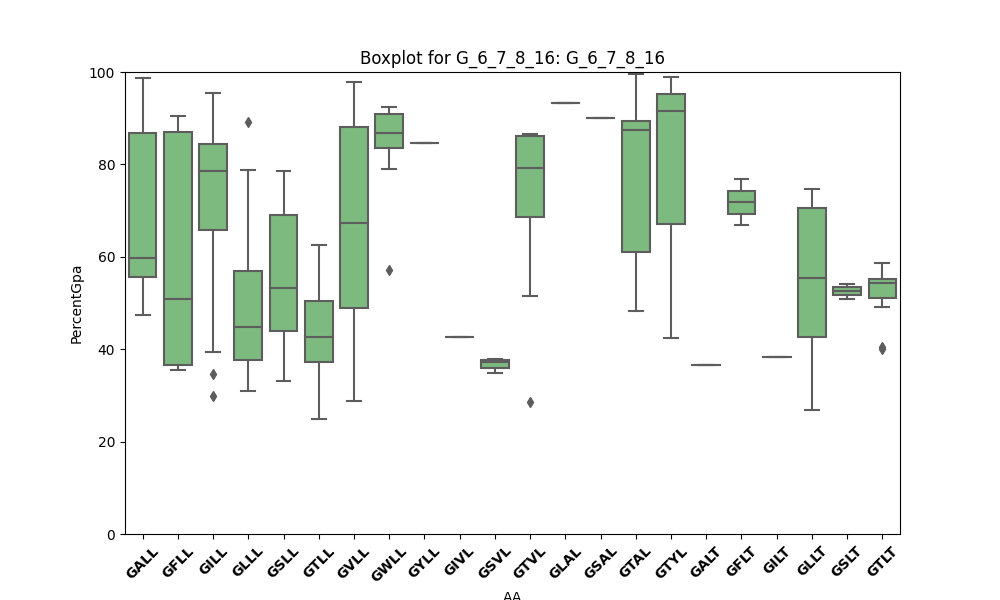 Boxplot for G_6_7_8_16: G_6_7_8_16
100
80
60
40
20
0
PercentGpa
GALL GFLL GILL GLLL GSLL GTLL GVLL GWLL GYLL GIVL GSVL GTVL GLAL GSAL GTAL GTYL GALT GFLT GILT GLLT GSLT GTLT
AA